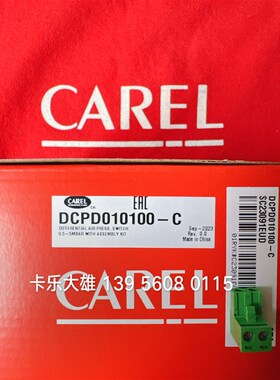 CAREL
CAREL
EAC
DCPD010100-C
DIFFERENTIAL AIR PRESS. SWITCH
0.5-5MBAR WITH ASSEMBLY KIT
Sep-2023
Rev. 0.0
Made in China
DCPD010100-C
SC23091EUO
卡乐大雄 139 5608 0115
CAREL